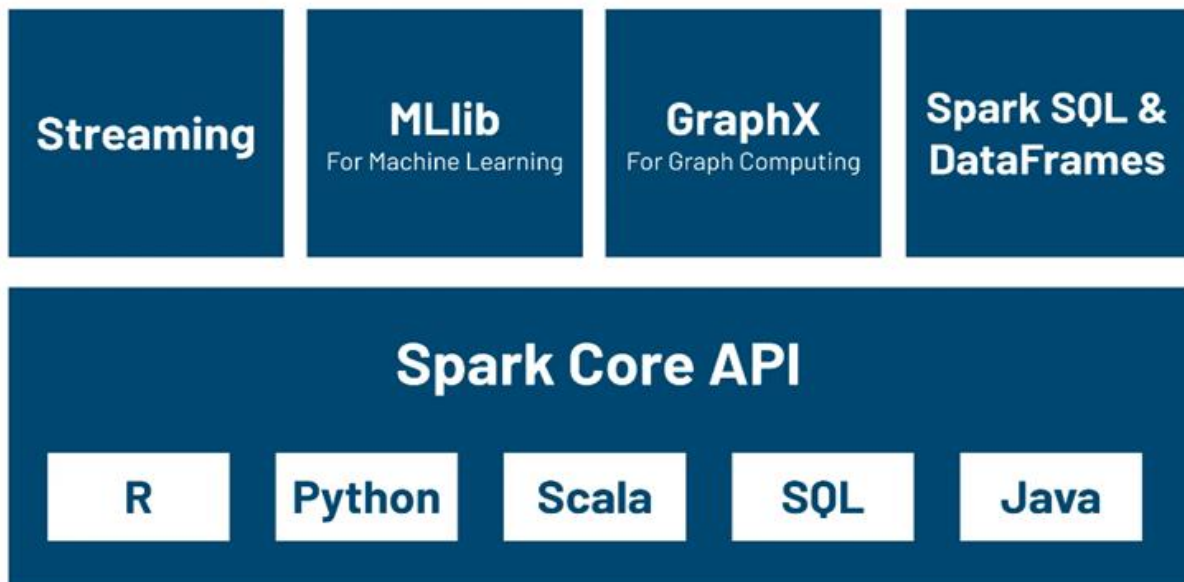 Streaming
MLlib
For Machine Learning
GraphX
For Graph Computing
Spark SQL &
DataFrames
Spark Core API
R
Python
Scala
SQL
Java